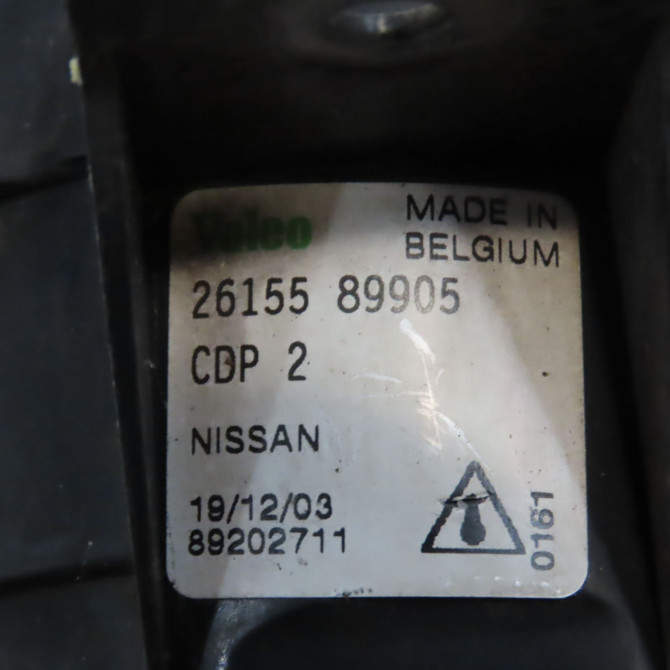 Valeo
MADE IN
BELGIUM
26155 89905
CDP 2
NISSAN
19/12/03
89202711
0161